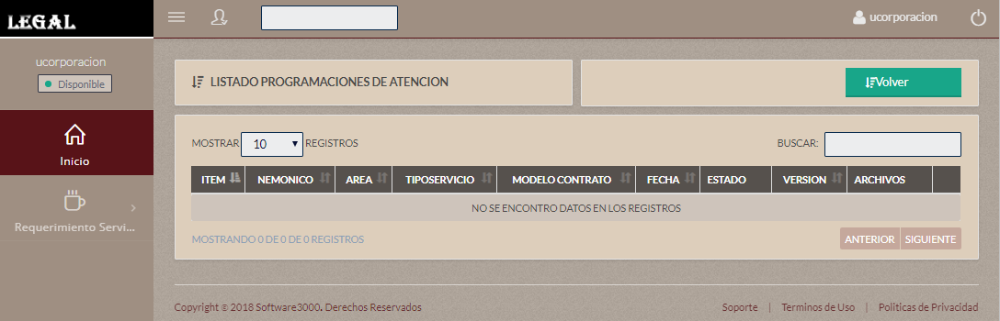 LEGAL
ucorporacion
ucorporacion
Disponible
Inicio
Requerimiento Servi...
LISTADO PROGRAMACIONES DE ATENCION
Volver
MOSTRAR 10 REGISTROS
BUSCAR:
ITEM NEMONICO AREA TIPOSERVICIO MODELO CONTRATO FECHA ESTADO VERSION ARCHIVOS
NO SE ENCONTRO DATOS EN LOS REGISTROS
MOSTRANDO 0 DE 0 DE 0 REGISTROS
ANTERIOR SIGUIENTE
Copyright © 2018 Software3000. Derechos Reservados
Soporte | Terminos de Uso | Politicas de Privacidad